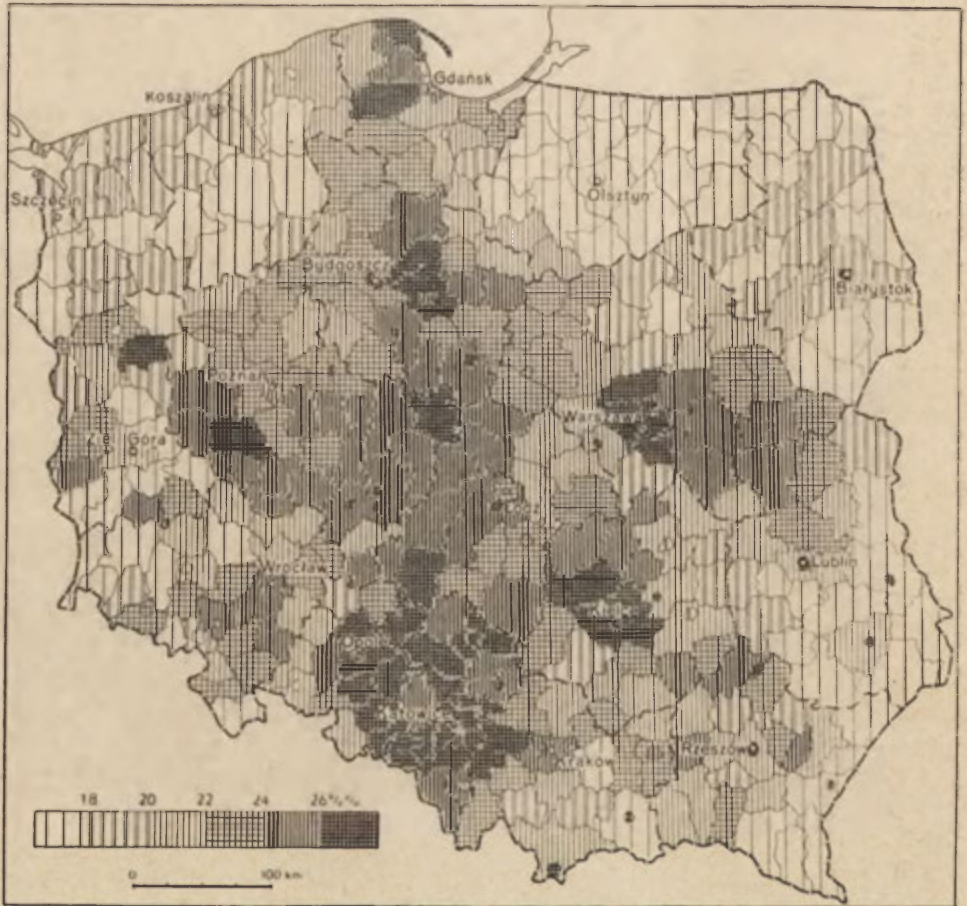 Gdańsk
Koszalin
Szczecin
Olsztyn
Bydgoszcz
Białystok
Poznań
Warszawa
Góra
Wrocław
Lublin
Opole
Kraków
Rzeszów
18 20 22 24 26%
0 100 km